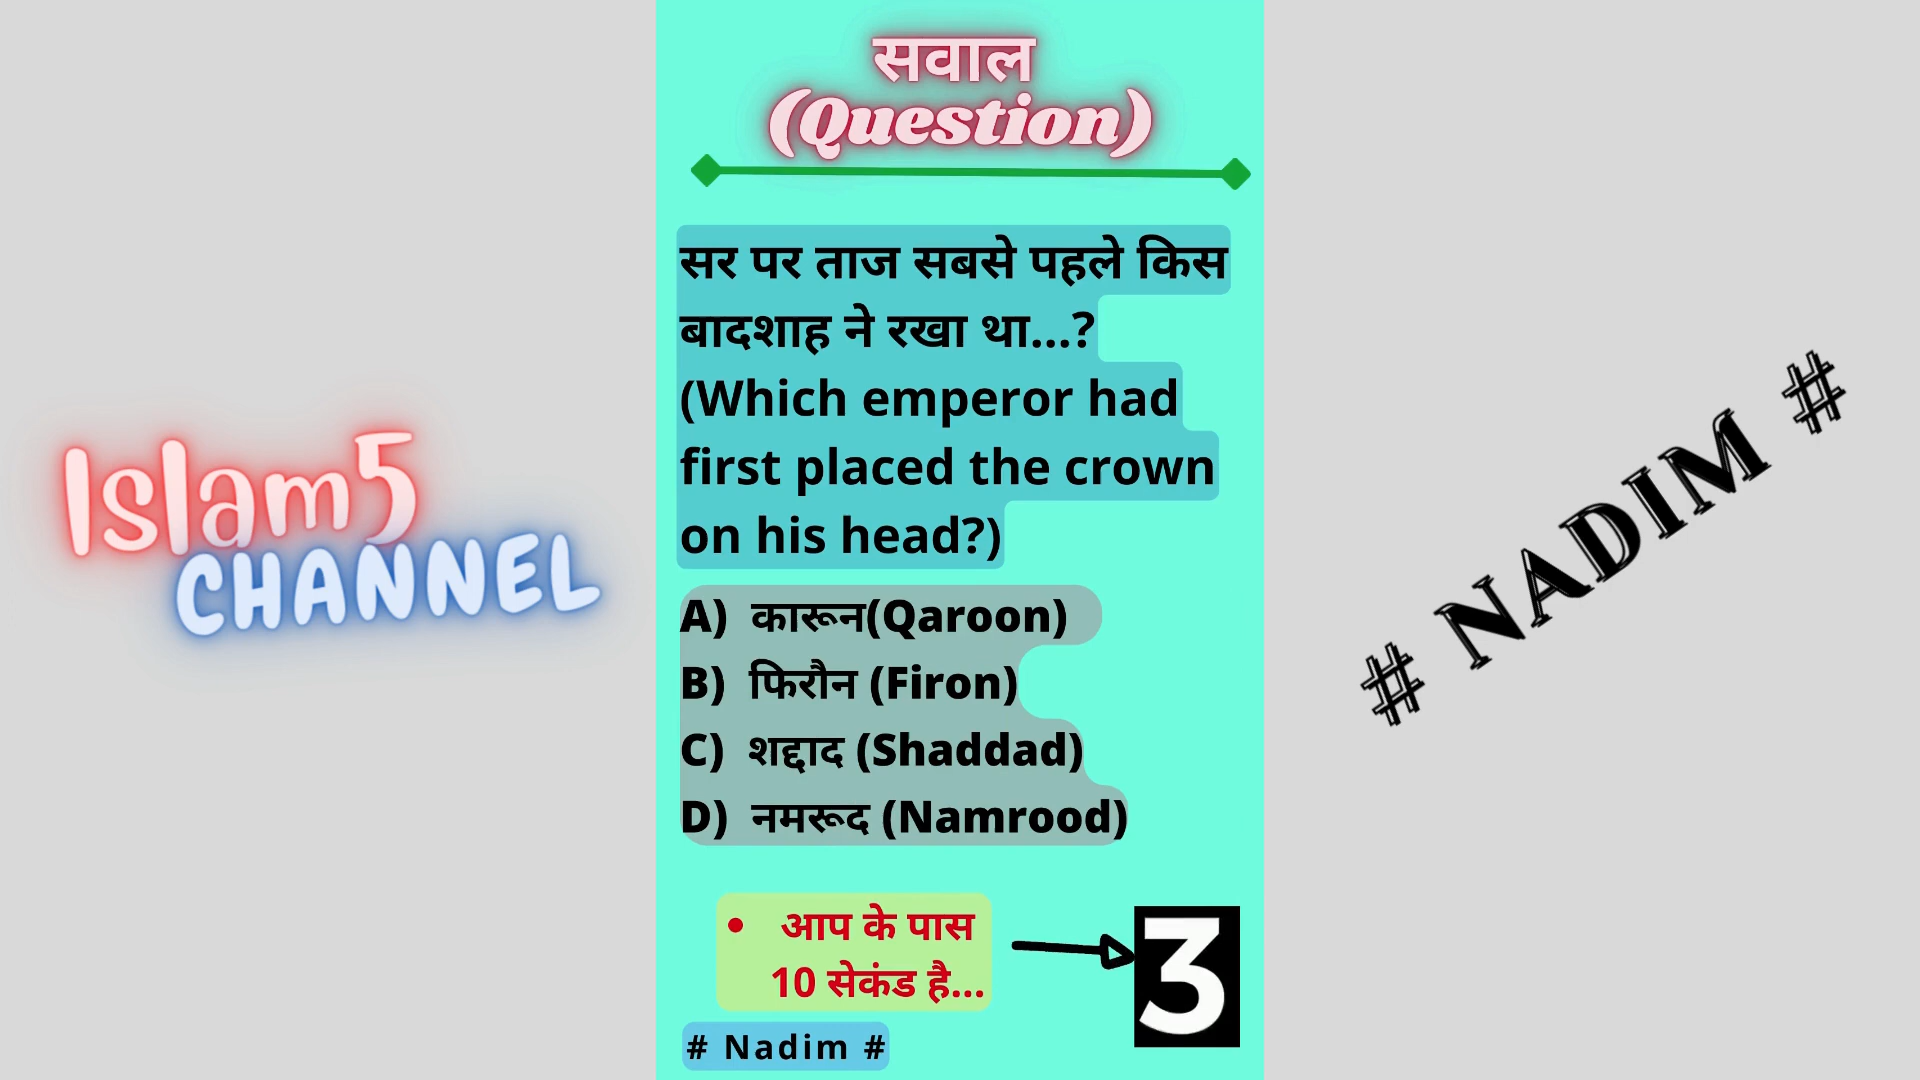 Islam5
CHANNEL
सवाल
(Question)
सर पर ताज सबसे पहले किस
बादशाह ने रखा था...?
(Which emperor had
first placed the crown
on his head?)
A) कारून(Qaroon)
B) फिरौन (Firon)
C) शद्दाद (Shaddad)
D) नमरूद (Namrood)
• आप के पास
10 सेकंड है...
3
# Nadim #
# NADIM #